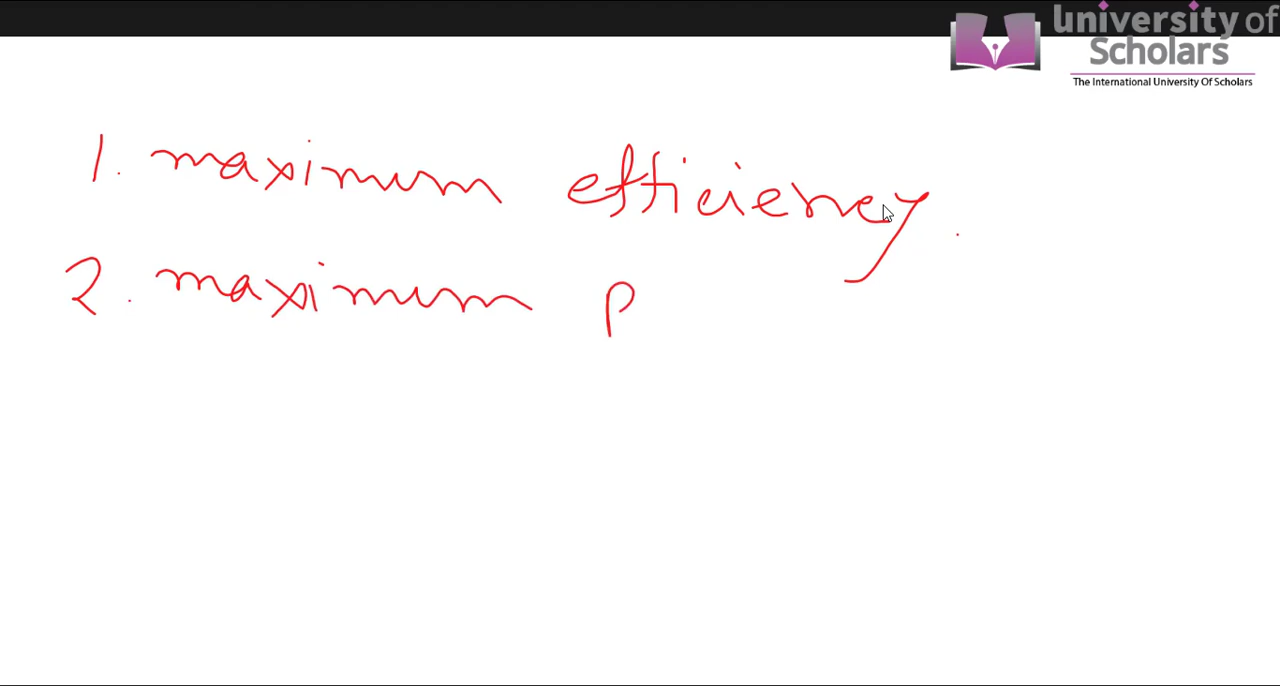 university of
Scholars
The International University Of Scholars
1. maximum efficiency.
2. maximum p